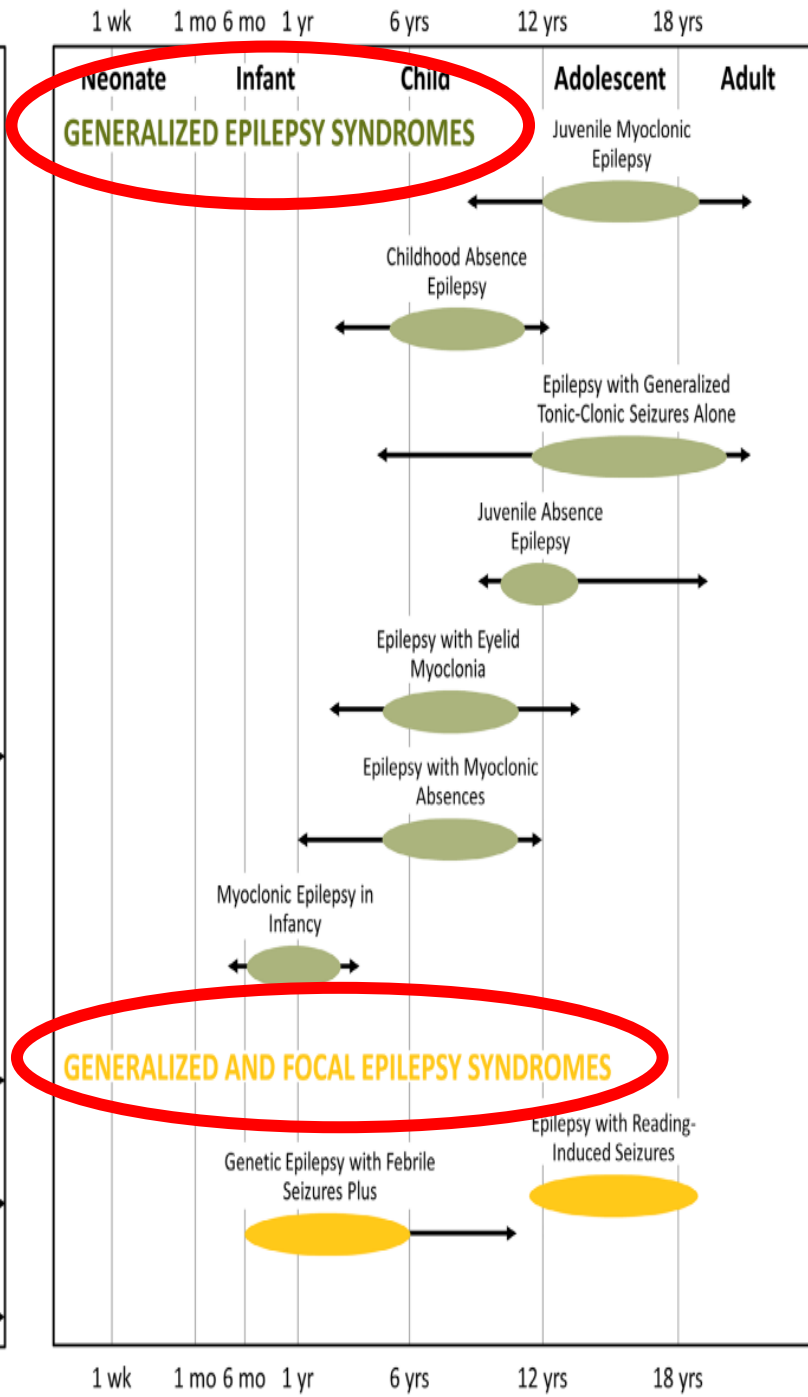 1 wk 1 mo 6 mo 1 yr 6 yrs 12 yrs 18 yrs
Neonate Infant Child Adolescent Adult
GENERALIZED EPILEPSY SYNDROMES
Juvenile Myoclonic
Epilepsy
Childhood Absence
Epilepsy
Epilepsy with Generalized
Tonic-Clonic Seizures Alone
Juvenile Absence
Epilepsy
Epilepsy with Eyelid
Myoclonia
Epilepsy with Myoclonic
Absences
Myoclonic Epilepsy in
Infancy
GENERALIZED AND FOCAL EPILEPSY SYNDROMES
Epilepsy with Reading-
Induced Seizures
Genetic Epilepsy with Febrile
Seizures Plus
1 wk 1 mo 6 mo 1 yr 6 yrs 12 yrs 18 yrs